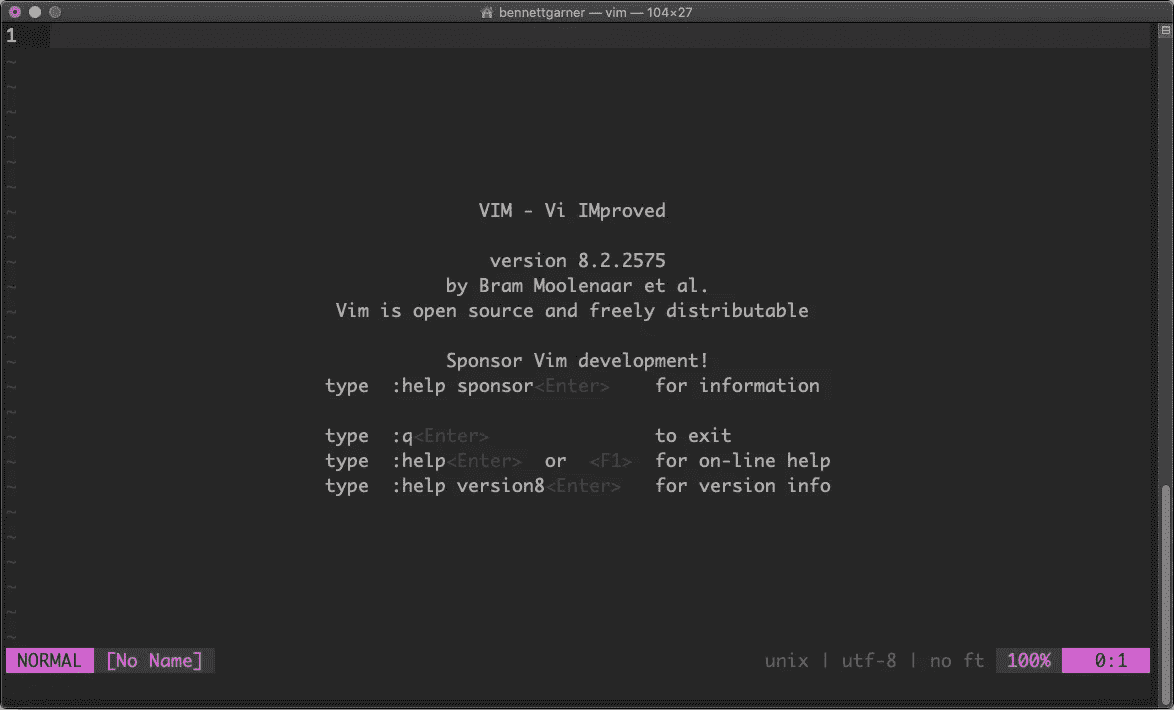 bennettgarner — vim — 104×27
1
~
~
~
~
~
~
~
VIM - Vi IMproved
~
~
version 8.2.2575
~
by Bram Moolenaar et al.
~
Vim is open source and freely distributable
~
~
Sponsor Vim development!
~
type :help sponsor<Enter> for information
~
~
type :q<Enter> to exit
~
type :help<Enter> or <F1> for on-line help
~
type :help version8<Enter> for version info
~
~
~
~
~
~
NORMAL [No Name] unix | utf-8 | no ft 100% 0:1